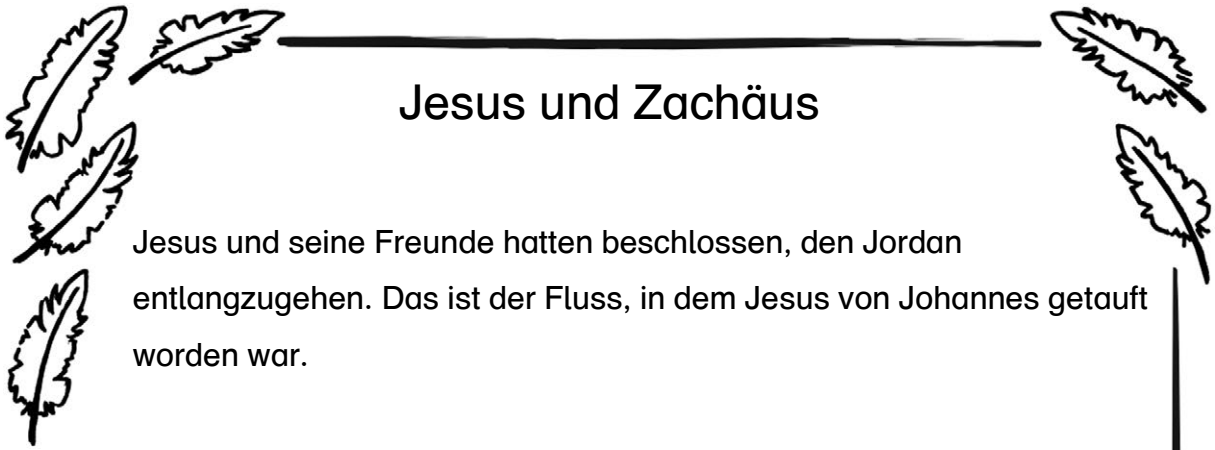 Jesus und Zachäus
Jesus und seine Freunde hatten beschlossen, den Jordan
entlangzugehen. Das ist der Fluss, in dem Jesus von Johannes getauft
worden war.